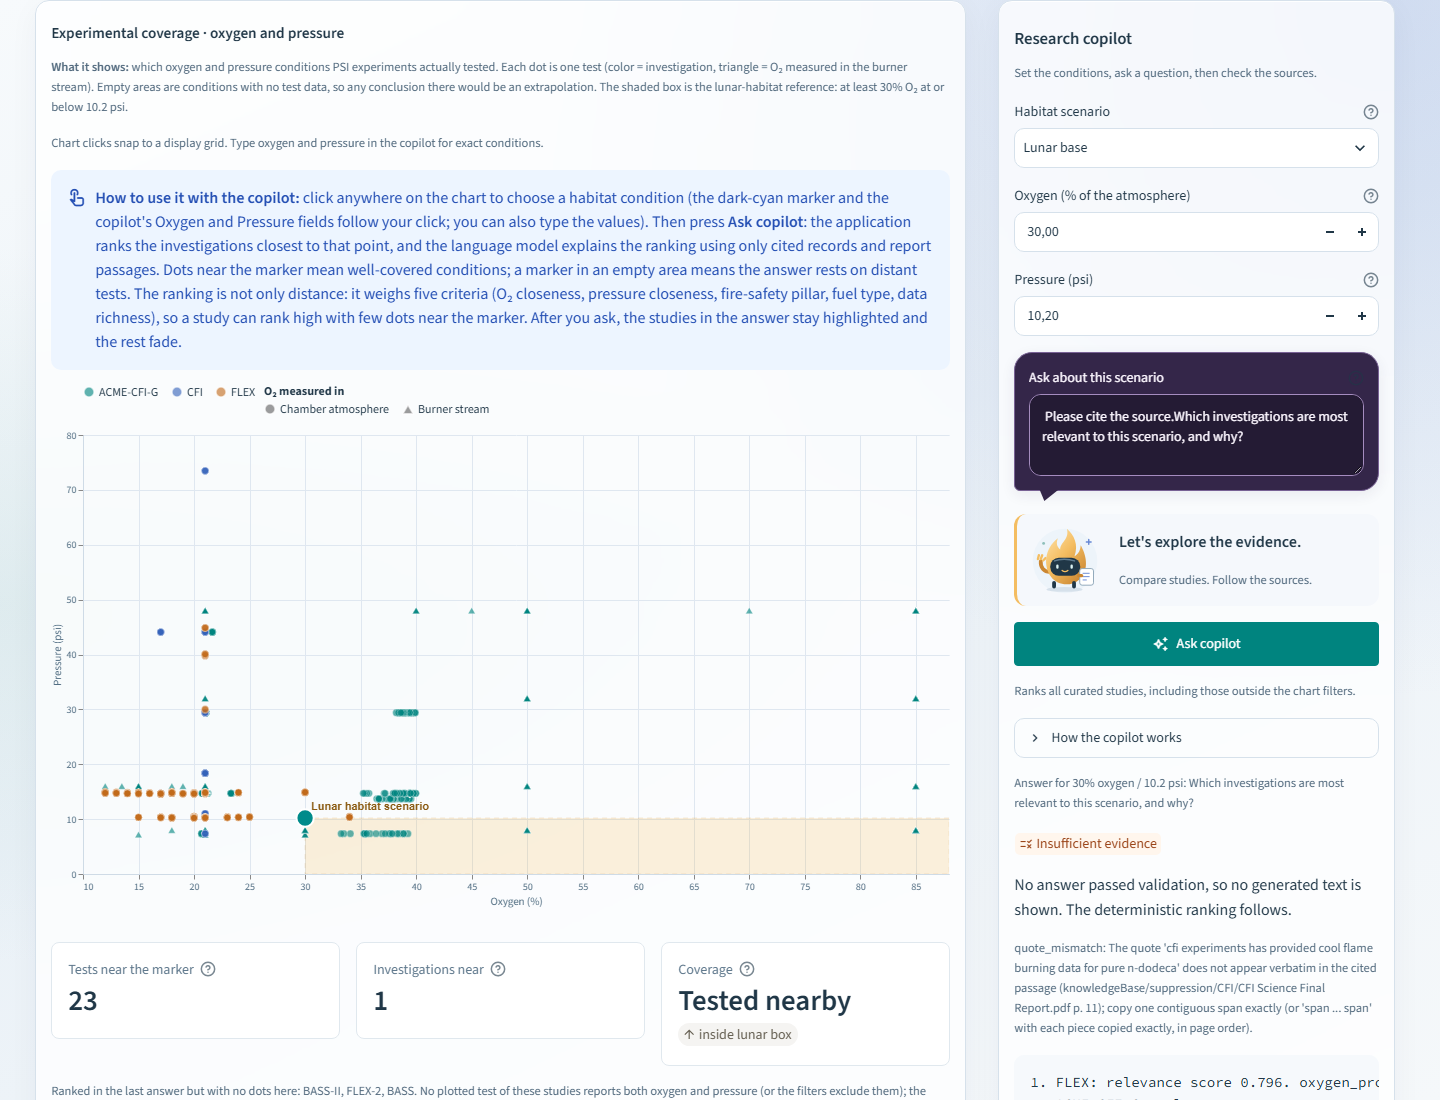 Experimental coverage · oxygen and pressure
What it shows: which oxygen and pressure conditions PSI experiments actually tested. Each dot is one test (color = investigation, triangle = O₂ measured in the burner
stream). Empty areas are conditions with no test data, so any conclusion there would be an extrapolation. The shaded box is the lunar-habitat reference: at least 30% O₂ at or
below 10.2 psi.
Chart clicks snap to a display grid. Type oxygen and pressure in the copilot for exact conditions.
How to use it with the copilot: click anywhere on the chart to choose a habitat condition (the dark-cyan marker and the
copilot's Oxygen and Pressure fields follow your click; you can also type the values). Then press Ask copilot: the application
ranks the investigations closest to that point, and the language model explains the ranking using only cited records and report
passages. Dots near the marker mean well-covered conditions; a marker in an empty area means the answer rests on distant
tests. The ranking is not only distance: it weighs five criteria (O₂ closeness, pressure closeness, fire-safety pillar, fuel type, data
richness), so a study can rank high with few dots near the marker. After you ask, the studies in the answer stay highlighted and
the rest fade.
ACME-CFI-G CFI FLEX O₂ measured in
Chamber atmosphere Burner stream
80
70
60
50
40
30
20
10
0
Pressure (psi)
Lunar habitat scenario
10 15 20 25 30 35 40 45 50 55 60 65 70 75 80 85
Oxygen (%)
Tests near the marker
23
Investigations near
1
Coverage
Tested nearby
↑ inside lunar box
Ranked in the last answer but with no dots here: BASS-II, FLEX-2, BASS. No plotted test of these studies reports both oxygen and pressure (or the filters exclude them); the
Research copilot
Set the conditions, ask a question, then check the sources.
Habitat scenario
Lunar base
Oxygen (% of the atmosphere)
30,00
Pressure (psi)
10,20
Ask about this scenario
Please cite the source.Which investigations are most
relevant to this scenario, and why?
Let's explore the evidence.
Compare studies. Follow the sources.
Ask copilot
Ranks all curated studies, including those outside the chart filters.
How the copilot works
Answer for 30% oxygen / 10.2 psi: Which investigations are most
relevant to this scenario, and why?
Insufficient evidence
No answer passed validation, so no generated text is
shown. The deterministic ranking follows.
quote_mismatch: The quote 'cfi experiments has provided cool flame
burning data for pure n-dodeca' does not appear verbatim in the cited
passage (knowledgeBase/suppression/CFI/CFI Science Final
Report.pdf p. 11); copy one contiguous span exactly (or 'span ... span'
with each piece copied exactly, in page order).
1. FLEX: relevance score 0.796. oxygen_pro